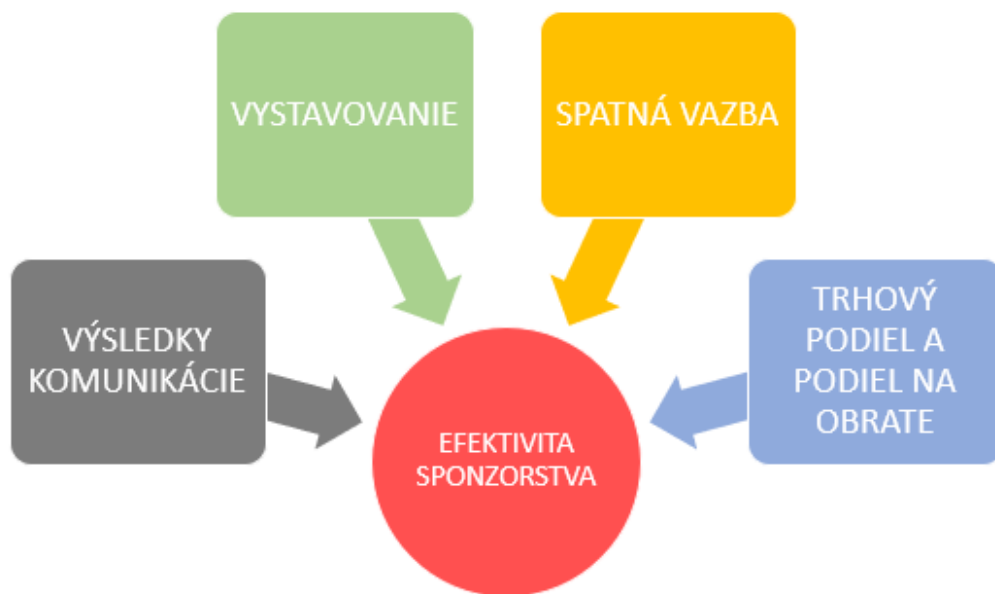 VYSTAVOVANIE
SPATNÁ VAZBA
VÝSLEDKY
KOMUNIKÁCIE
TRHOVÝ
PODIEL A
PODIEL NA
OBRATE
EFEKTIVITA
SPONZORSTVA